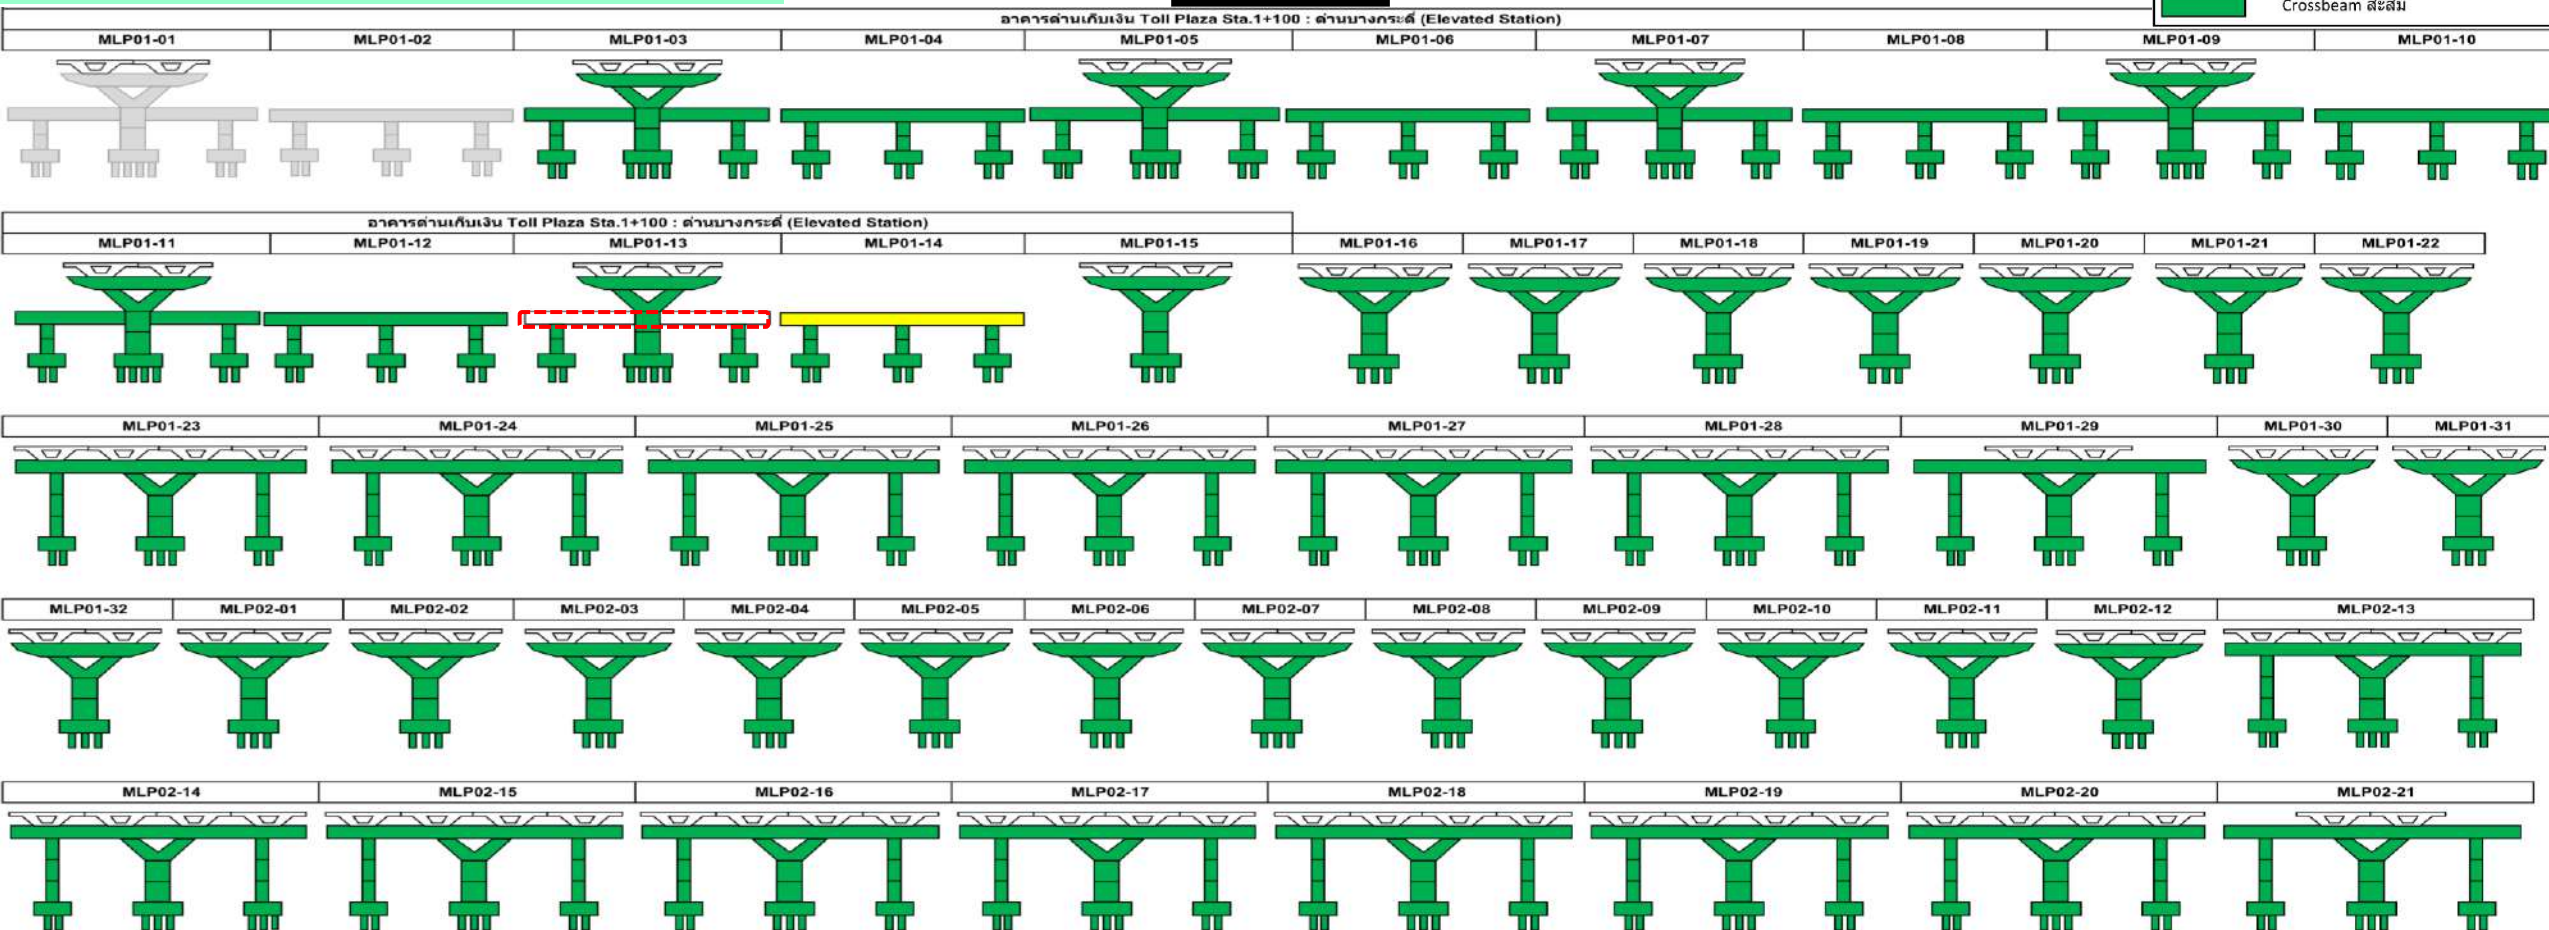 Crossbeam สะสม
อาคารด่านเก็บเงิน Toll Plaza Sta.1+100 : ด่านบางกระดี่ (Elevated Station)
MLP01-01 MLP01-02 MLP01-03 MLP01-04 MLP01-05 MLP01-06 MLP01-07 MLP01-08 MLP01-09 MLP01-10
อาคารด่านเก็บเงิน Toll Plaza Sta.1+100 : ด่านบางกระดี่ (Elevated Station)
MLP01-11 MLP01-12 MLP01-13 MLP01-14 MLP01-15 MLP01-16 MLP01-17 MLP01-18 MLP01-19 MLP01-20 MLP01-21 MLP01-22
MLP01-23 MLP01-24 MLP01-25 MLP01-26 MLP01-27 MLP01-28 MLP01-29 MLP01-30 MLP01-31
MLP01-32 MLP02-01 MLP02-02 MLP02-03 MLP02-04 MLP02-05 MLP02-06 MLP02-07 MLP02-08 MLP02-09 MLP02-10 MLP02-11 MLP02-12 MLP02-13
MLP02-14 MLP02-15 MLP02-16 MLP02-17 MLP02-18 MLP02-19 MLP02-20 MLP02-21